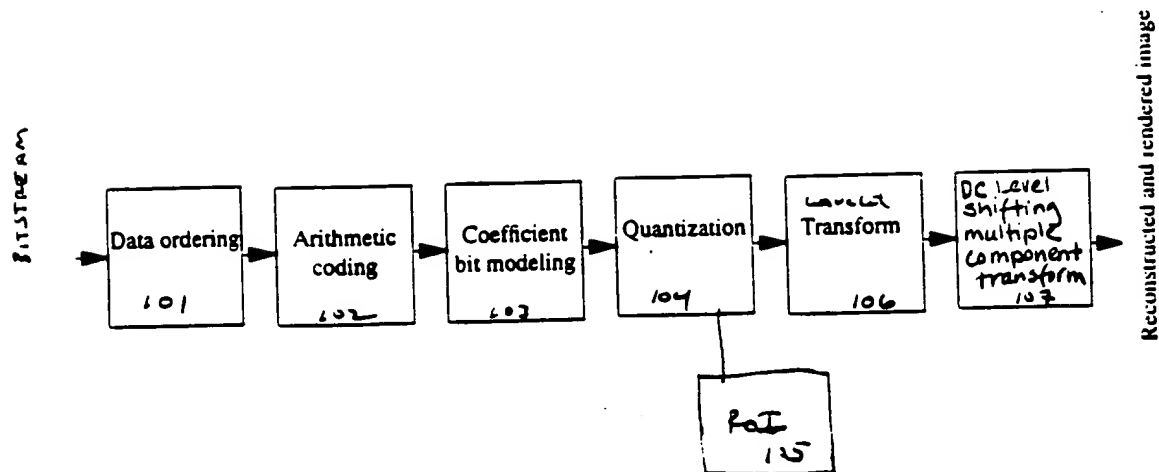 BITSTREAM
Data ordering
101
Arithmetic
coding
102
Coefficient
bit modeling
103
Quantization
104
Wavelet
Transform
106
DC Level
shifting
multiple
component
transform
107
RoI
Reconstructed and rendered image